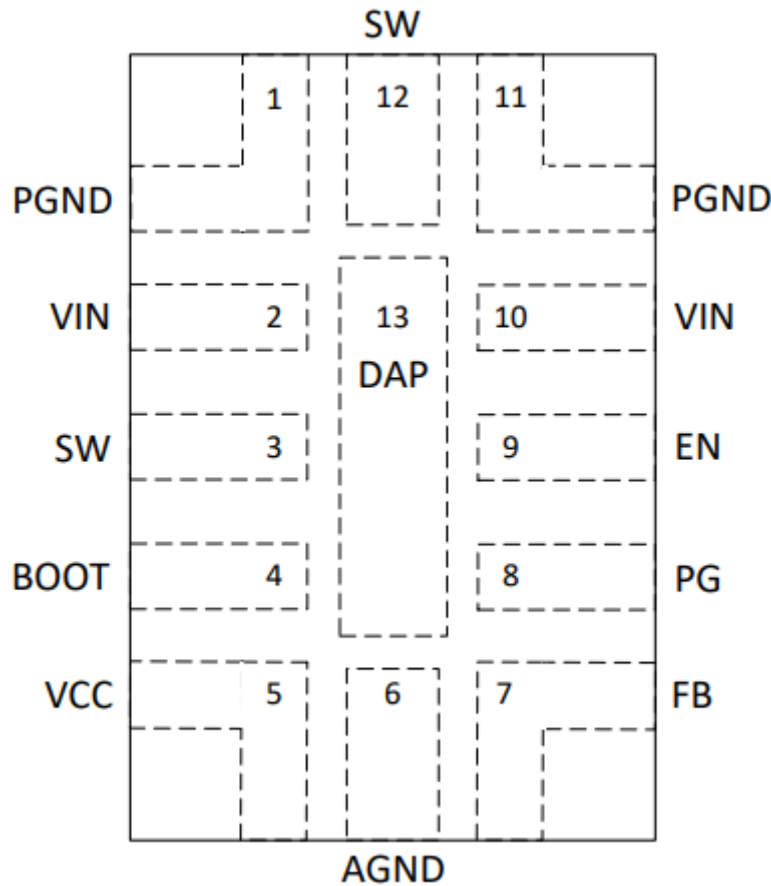 SW
1 12 11
PGND PGND
VIN 2 13 10 VIN
DAP
SW 3 9 EN
BOOT 4 8 PG
VCC 5 6 7 FB
AGND